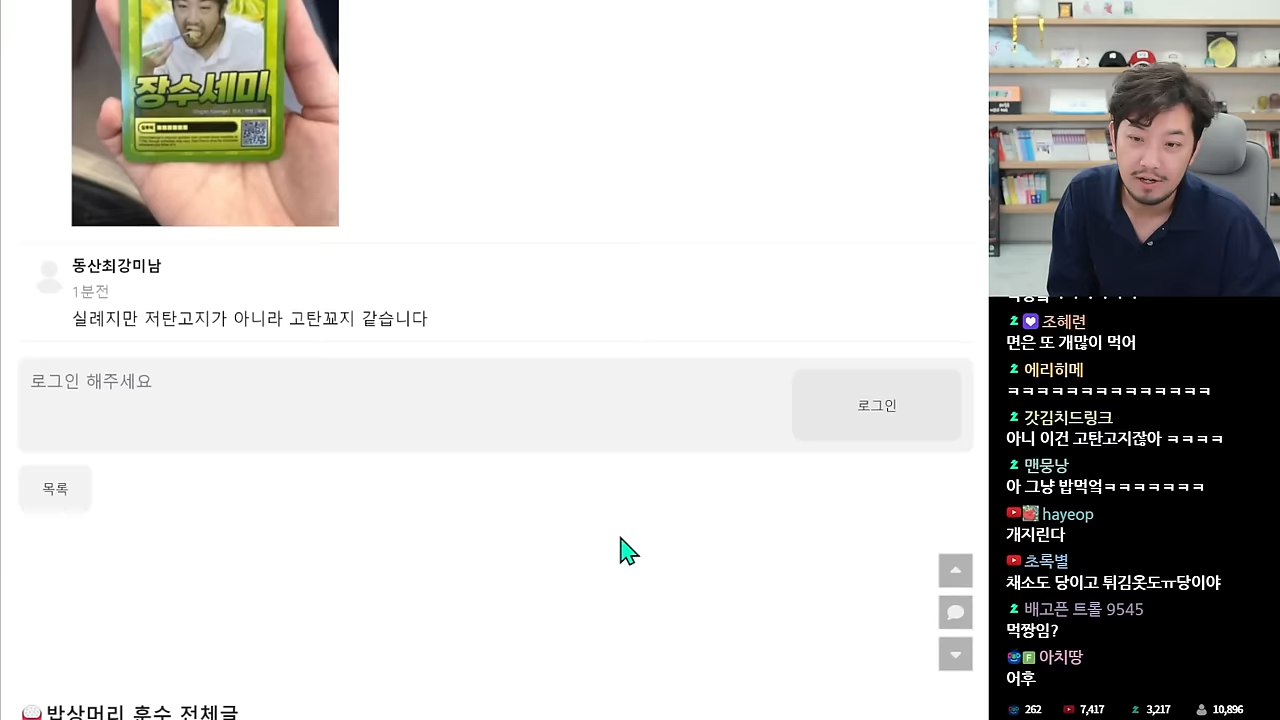 장수세미
동산최강미남
1분전
실례지만 저탄고지가 아니라 고탄꼬지 같습니다
로그인 해주세요
로그인
목록
밥상머리 훈수 전체글
조혜련
면은 또 개많이 먹어
에리히메
ㅋㅋㅋㅋㅋㅋㅋㅋㅋㅋㅋㅋㅋㅋ
갓김치드링크
아니 이건 고탄고지잖아 ㅋㅋㅋㅋ
맨뭉낭
아 그냥 밥먹엌ㅋㅋㅋㅋㅋㅋㅋ
hayeop
개지린다
초록별
채소도 당이고 튀김옷도ㅠ당이야
배고픈 트롤 9545
먹짱임?
아치땅
어후
262 7,417 3,217 10,896